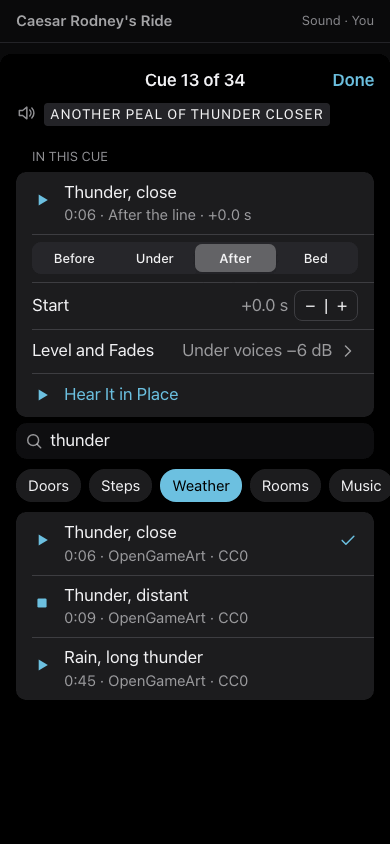 Caesar Rodney's Ride
Sound · You
Cue 13 of 34
Done
ANOTHER PEAL OF THUNDER CLOSER
IN THIS CUE
Thunder, close
0:06 · After the line · +0.0 s
Before Under After Bed
Start +0.0 s − | +
Level and Fades Under voices −6 dB
Hear It in Place
thunder
Doors Steps Weather Rooms Music
Thunder, close
0:06 · OpenGameArt · CC0
Thunder, distant
0:09 · OpenGameArt · CC0
Rain, long thunder
0:45 · OpenGameArt · CC0